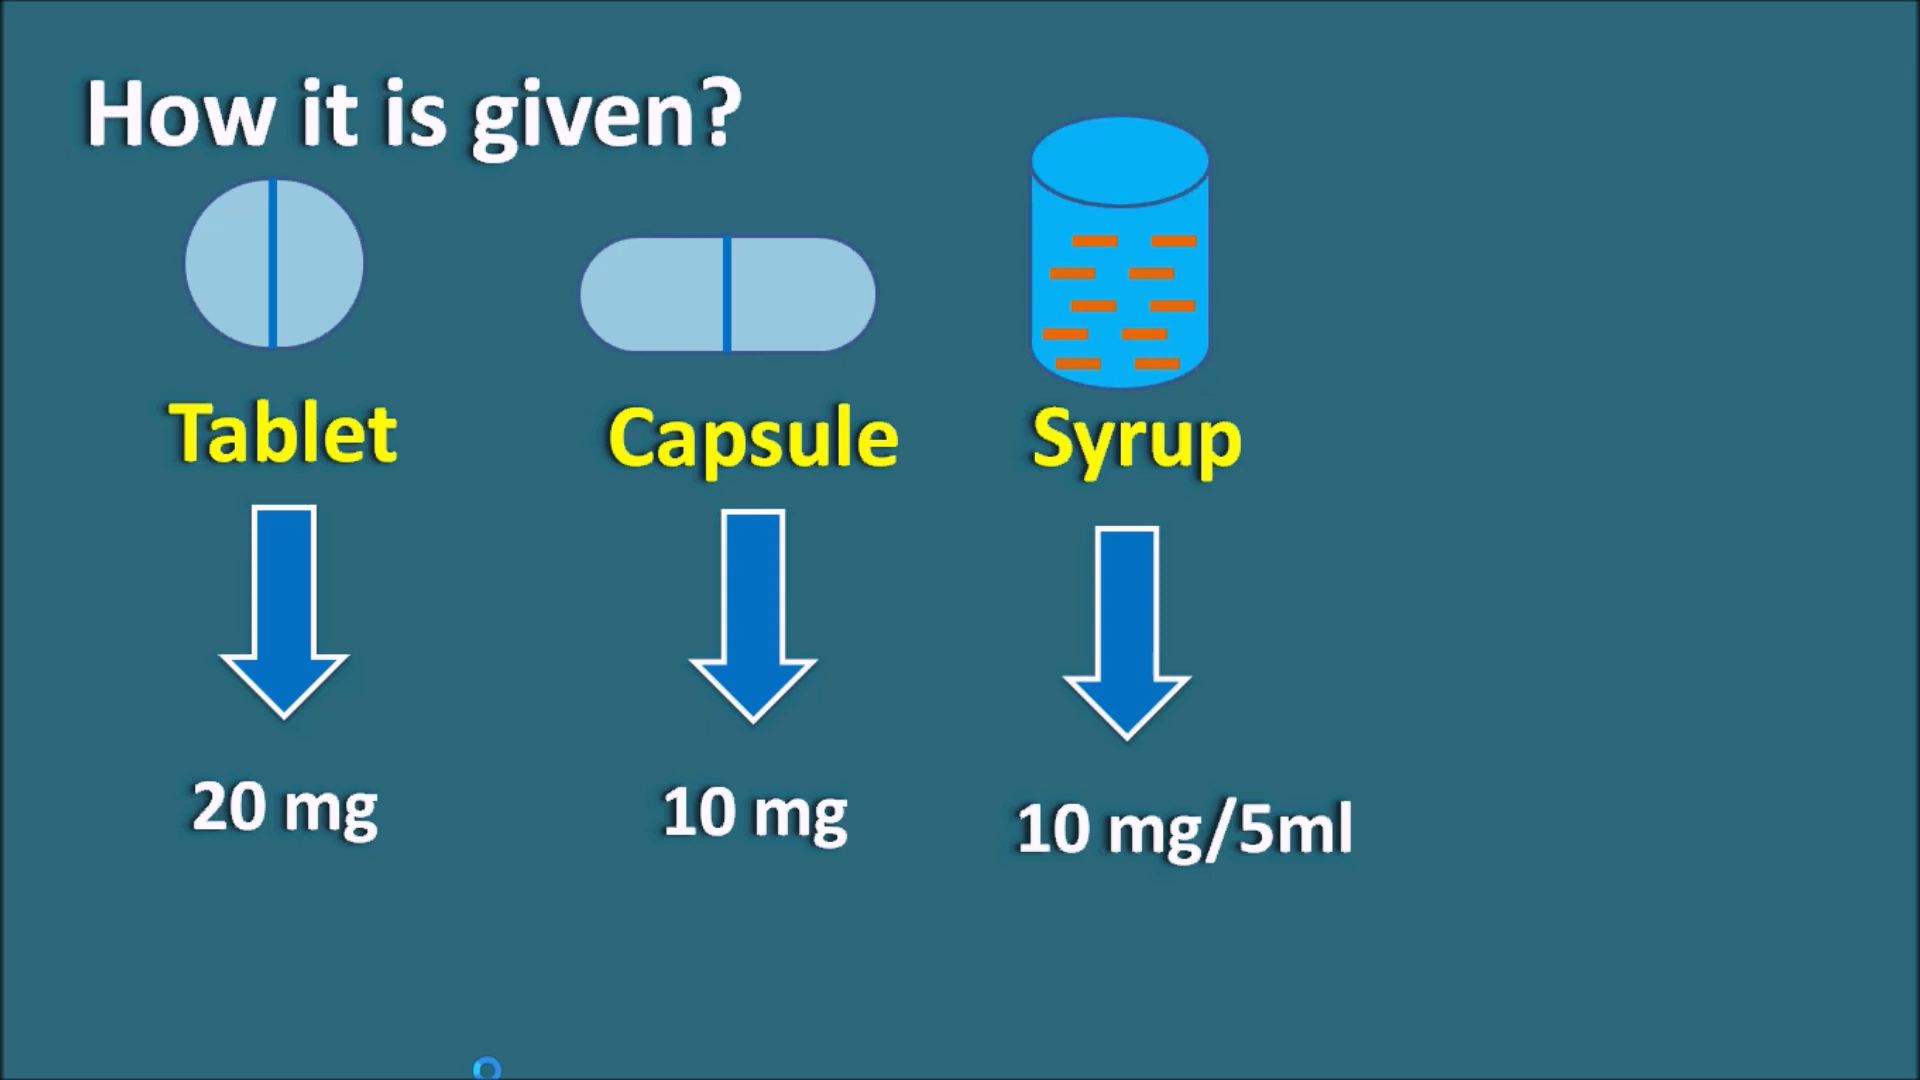 How it is given?
Tablet
Capsule
Syrup
20 mg
10 mg
10 mg/5ml